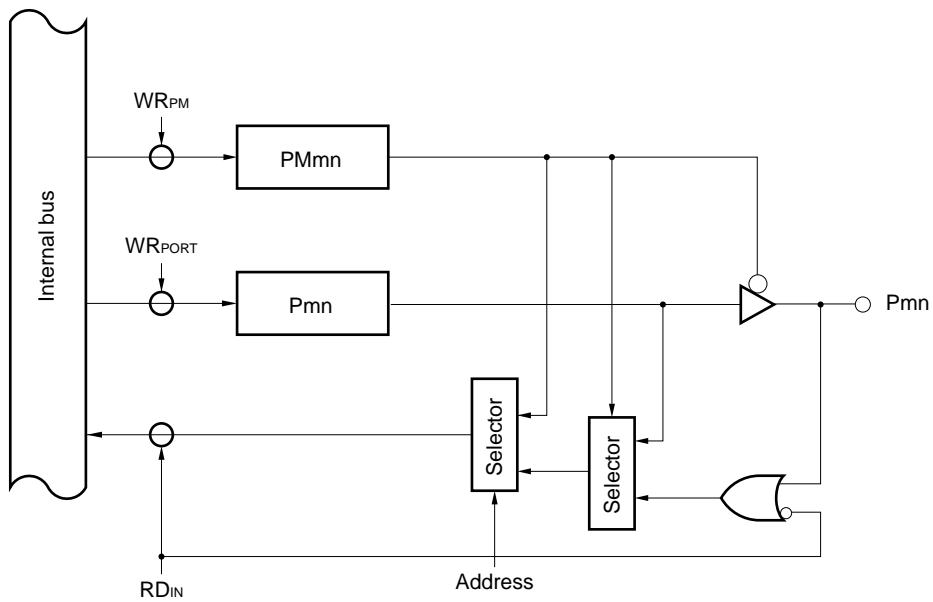 WRPM
PMmn
Internal bus
WRPORT
Pmn
Pmn
Selector
Selector
RDIN
Address